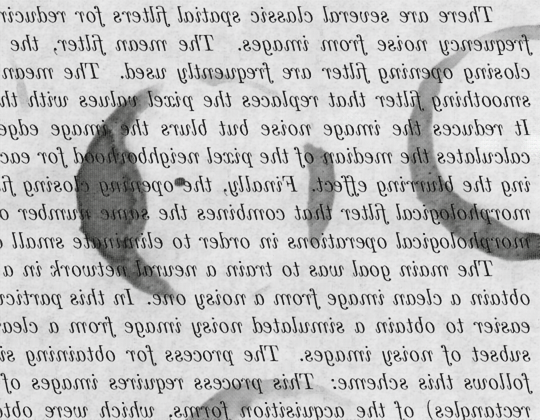 There are several classic spatial filters for reducin
frequency noise from images. The mean filter, the
closing opening filter are frequently used. The mean
smoothing filter that replaces the pixel values with th
It reduces the image noise but blurs the image edge
calculates the median of the pixel neighborhood for eac
ing the blurring effect. Finally, the opening closing fi
morphological filter that combines the same number o
morphological operations in order to eliminate small
The main goal was to train a neural network in a
obtain a clean image from a noisy one. In this particu
easier to obtain a simulated noisy image from a clea
subset of noisy images. The process for obtaining si
follows this scheme: This process requires images of
rectangles) of the acquisition forms, which were obt